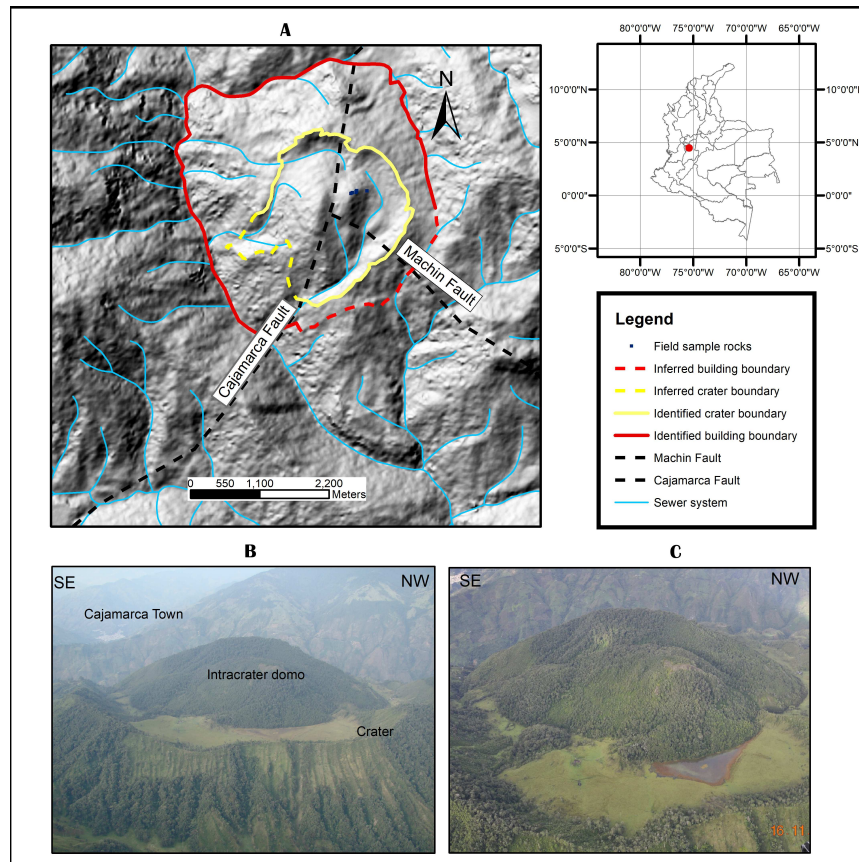 A
N
Machin Fault
Cajamarca Fault
0 550 1,100 2,200
Meters
80°0'0"W 75°0'0"W 70°0'0"W 65°0'0"W
10°0'0"N 10°0'0"N
5°0'0"N 5°0'0"N
0°0'0" 0°0'0"
5°0'0"S 5°0'0"S
80°0'0"W 75°0'0"W 70°0'0"W 65°0'0"W
Legend
Field sample rocks
Inferred building boundary
Inferred crater boundary
Identified crater boundary
Identified building boundary
Machin Fault
Cajamarca Fault
Sewer system
B
SE NW
Cajamarca Town
Intracrater domo
Crater
C
SE NW